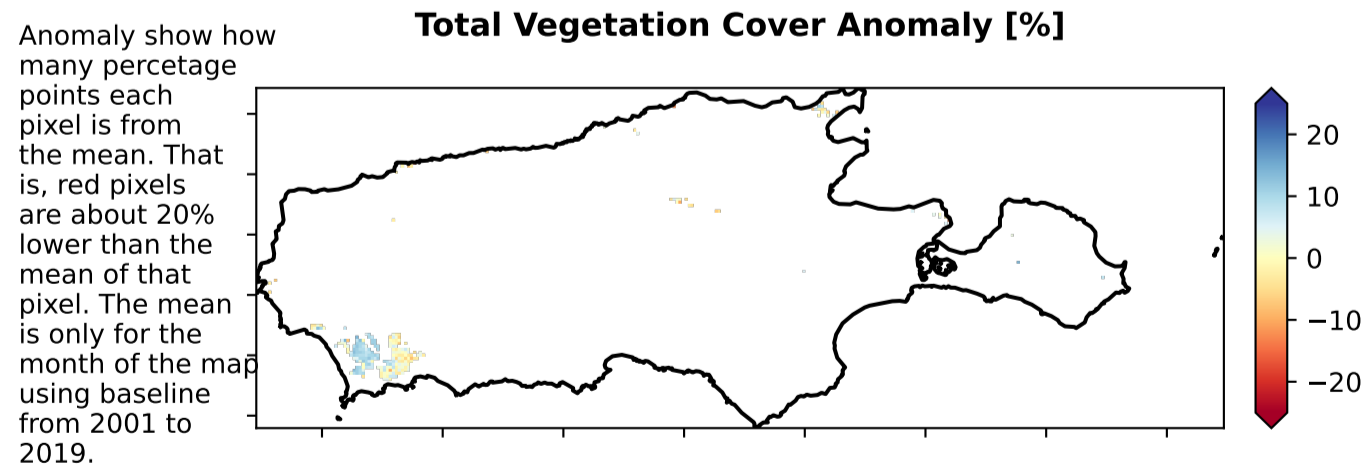 Total Vegetation Cover Anomaly [%]
Anomaly show how
many percetage
points each
pixel is from
the mean. That
is, red pixels
are about 20%
lower than the
mean of that
pixel. The mean
is only for the
month of the map
using baseline
from 2001 to
2019.
20
10
0
−10
−20